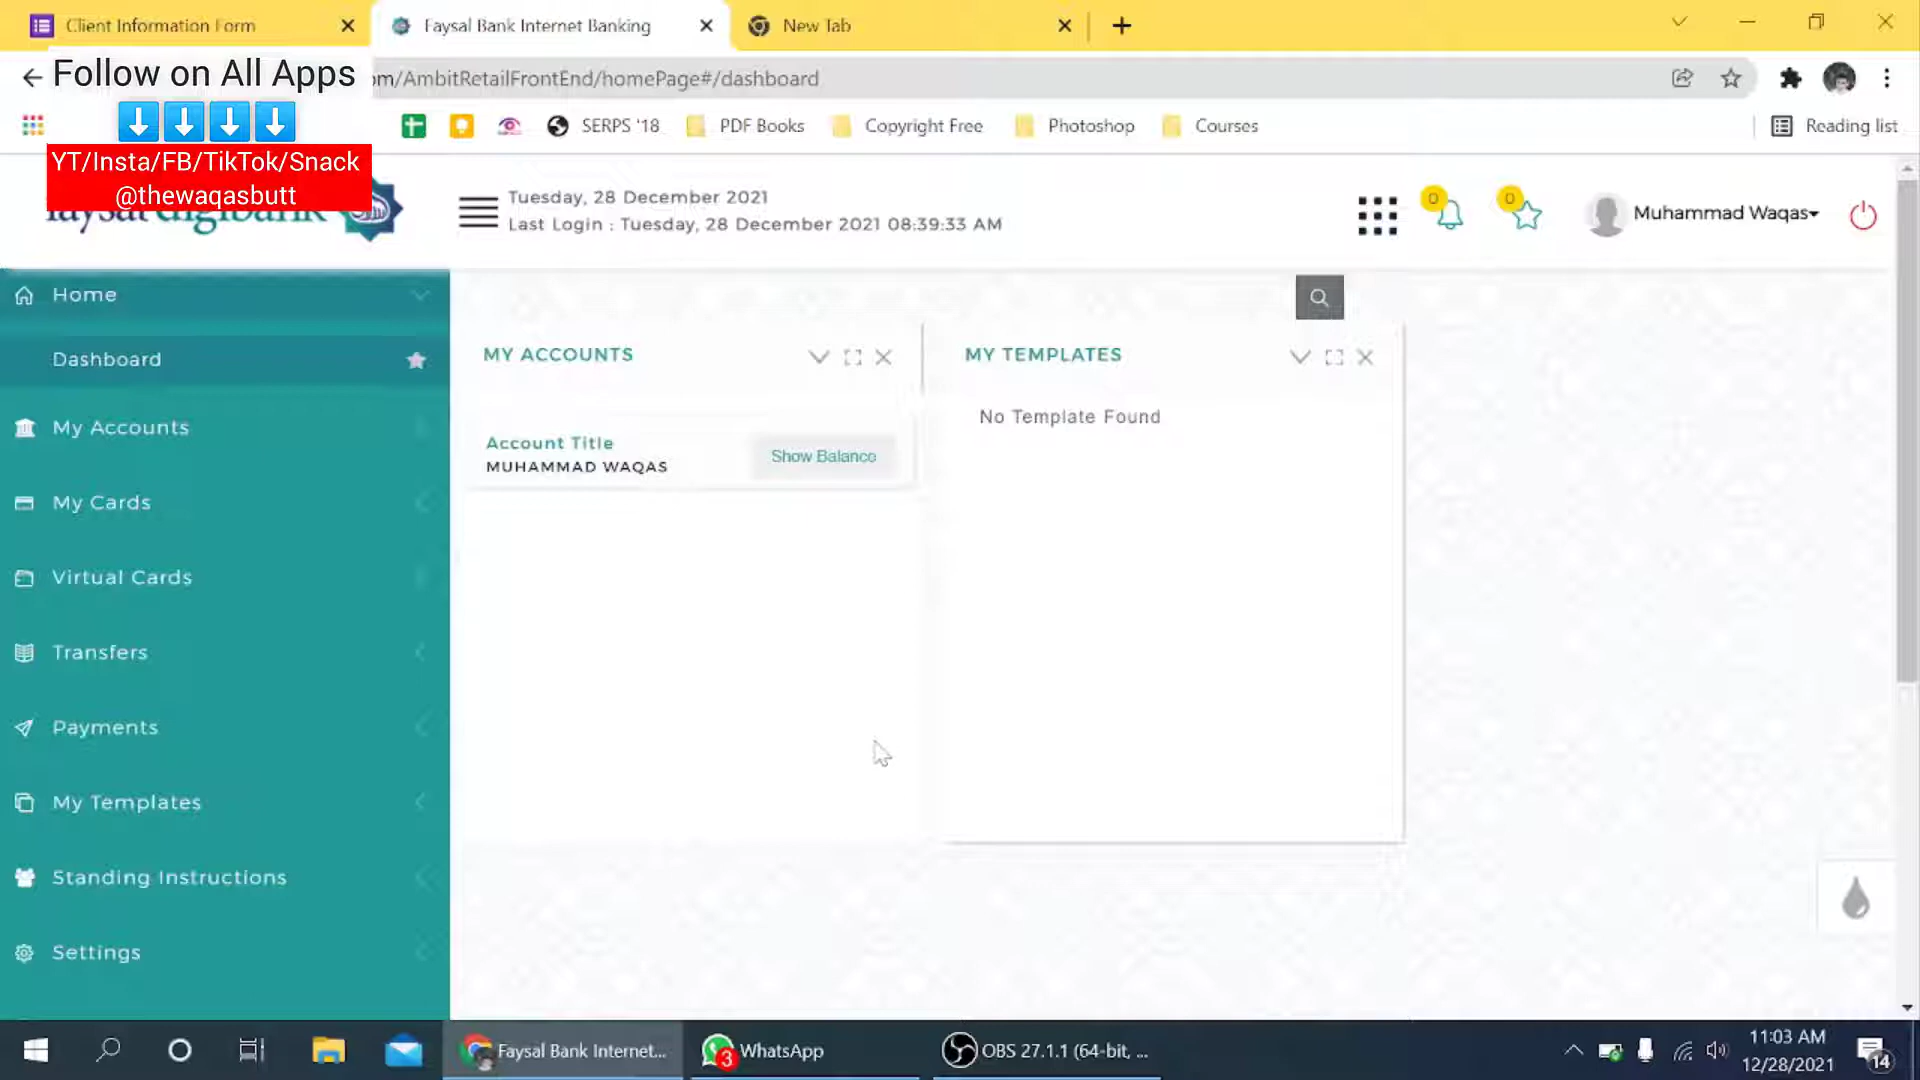 Client Information Form
Faysal Bank Internet Banking
New Tab
Follow on All Apps
om/AmbitRetailFrontEnd/homePage#/dashboard
SERPS '18
PDF Books
Copyright Free
Photoshop
Courses
Reading list
YT/Insta/FB/TikTok/Snack
@thewaqasbutt
faysal digibank
Tuesday, 28 December 2021
Last Login : Tuesday, 28 December 2021 08:39:33 AM
0
0
Muhammad Waqas
Home
Dashboard
My Accounts
My Cards
Virtual Cards
Transfers
Payments
My Templates
Standing Instructions
Settings
MY ACCOUNTS
Account Title
MUHAMMAD WAQAS
Show Balance
MY TEMPLATES
No Template Found
Faysal Bank Internet...
3
WhatsApp
OBS 27.1.1 (64-bit, ...
11:03 AM
12/28/2021
14